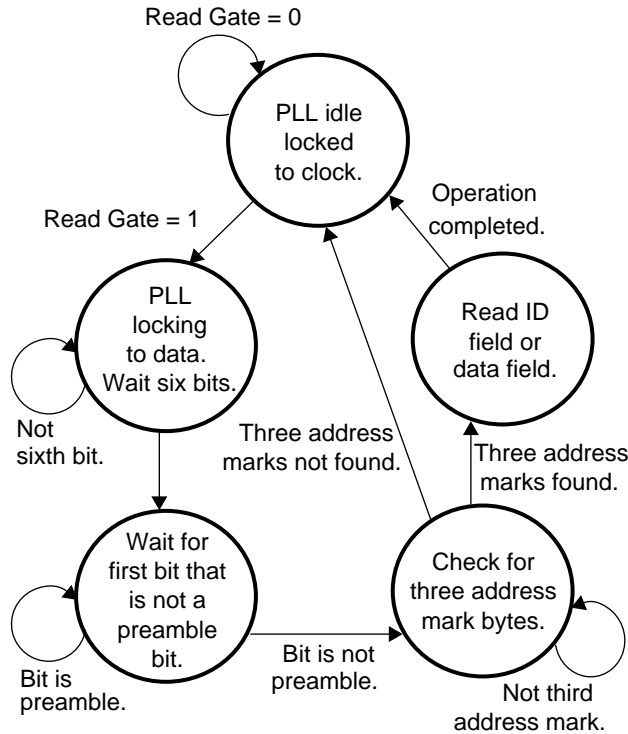 Read Gate = 0
PLL idle
locked
to clock.
Read Gate = 1
Operation
completed.
PLL
locking
to data.
Wait six bits.
Read ID
field or
data field.
Not
sixth bit.
Three address
marks not found.
Three address
marks found.
Wait for
first bit that
is not a
preamble
bit.
Check for
three address
mark bytes.
Bit is
preamble.
Bit is not
preamble.
Not third
address mark.